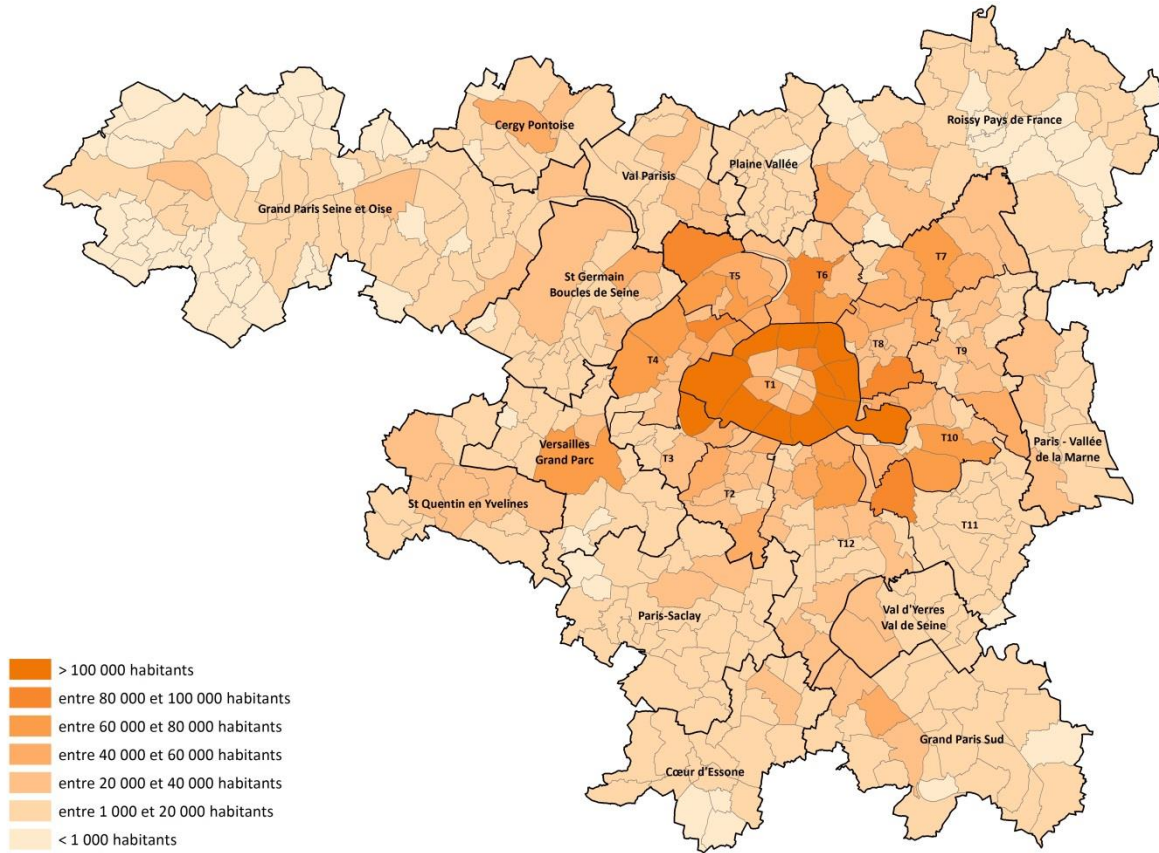 Cergy Pontoise
Roissy Pays de France
Plaine Vallée
Val Parisis
Grand Paris Seine et Oise
T7
St Germain
Boucles de Seine
T5
T6
T4
T8
T9
T1
Versailles
Grand Parc
T10
Paris - Vallée
de la Marne
T3
T2
St Quentin en Yvelines
T11
T12
Paris-Saclay
Val d'Yerres
Val de Seine
Grand Paris Sud
Cœur d'Essone
> 100 000 habitants
entre 80 000 et 100 000 habitants
entre 60 000 et 80 000 habitants
entre 40 000 et 60 000 habitants
entre 20 000 et 40 000 habitants
entre 1 000 et 20 000 habitants
< 1 000 habitants